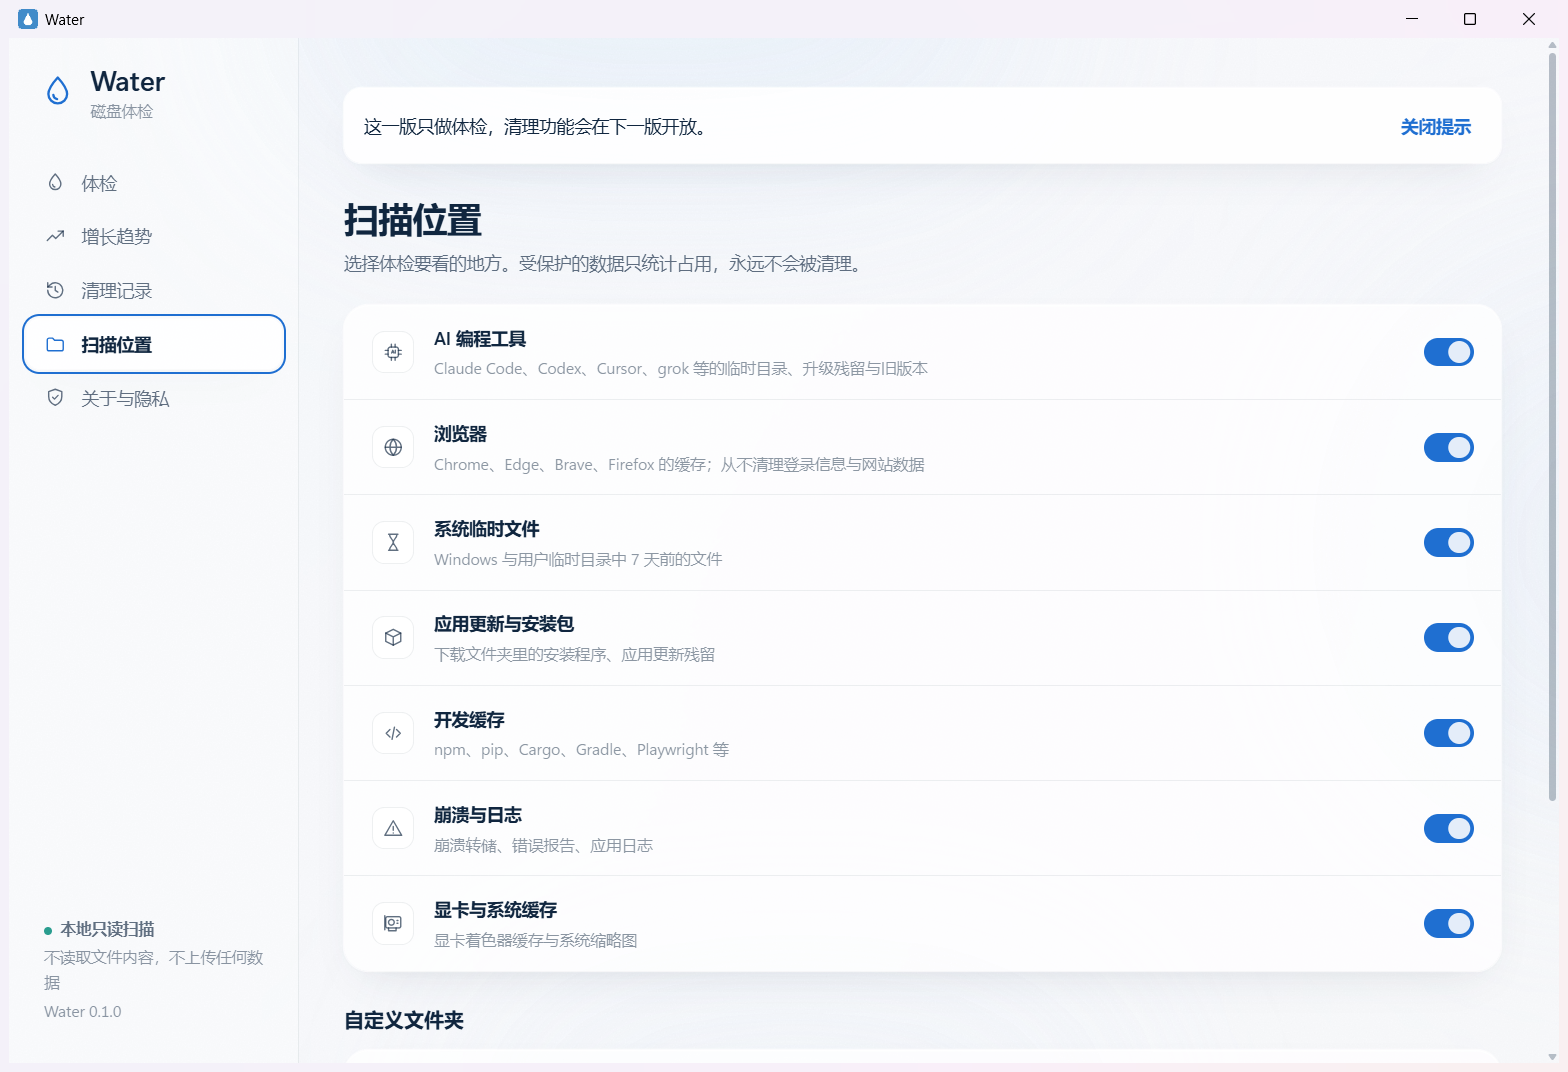 Water
Water
磁盘体检
体检
增长趋势
清理记录
扫描位置
关于与隐私
本地只读扫描
不读取文件内容，不上传任何数
据
Water 0.1.0
这一版只做体检，清理功能会在下一版开放。
关闭提示
扫描位置
选择体检要看的地方。受保护的数据只统计占用，永远不会被清理。
AI 编程工具
Claude Code、Codex、Cursor、grok 等的临时目录、升级残留与旧版本
浏览器
Chrome、Edge、Brave、Firefox 的缓存；从不清理登录信息与网站数据
系统临时文件
Windows 与用户临时目录中 7 天前的文件
应用更新与安装包
下载文件夹里的安装程序、应用更新残留
开发缓存
npm、pip、Cargo、Gradle、Playwright 等
崩溃与日志
崩溃转储、错误报告、应用日志
显卡与系统缓存
显卡着色器缓存与系统缩略图
自定义文件夹